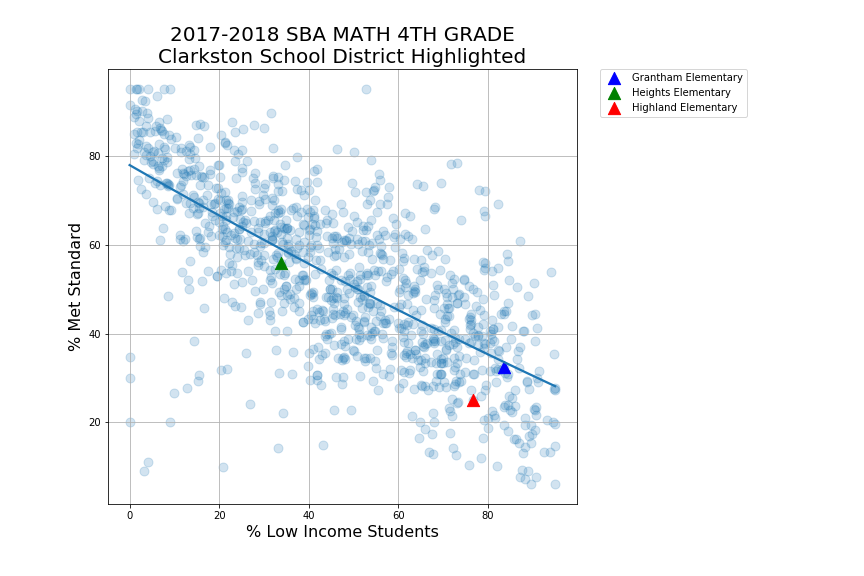 2017-2018 SBA MATH 4TH GRADE
Clarkston School District Highlighted
Grantham Elementary
Heights Elementary
Highland Elementary
% Met Standard
80
60
40
20
0 20 40 60 80
% Low Income Students